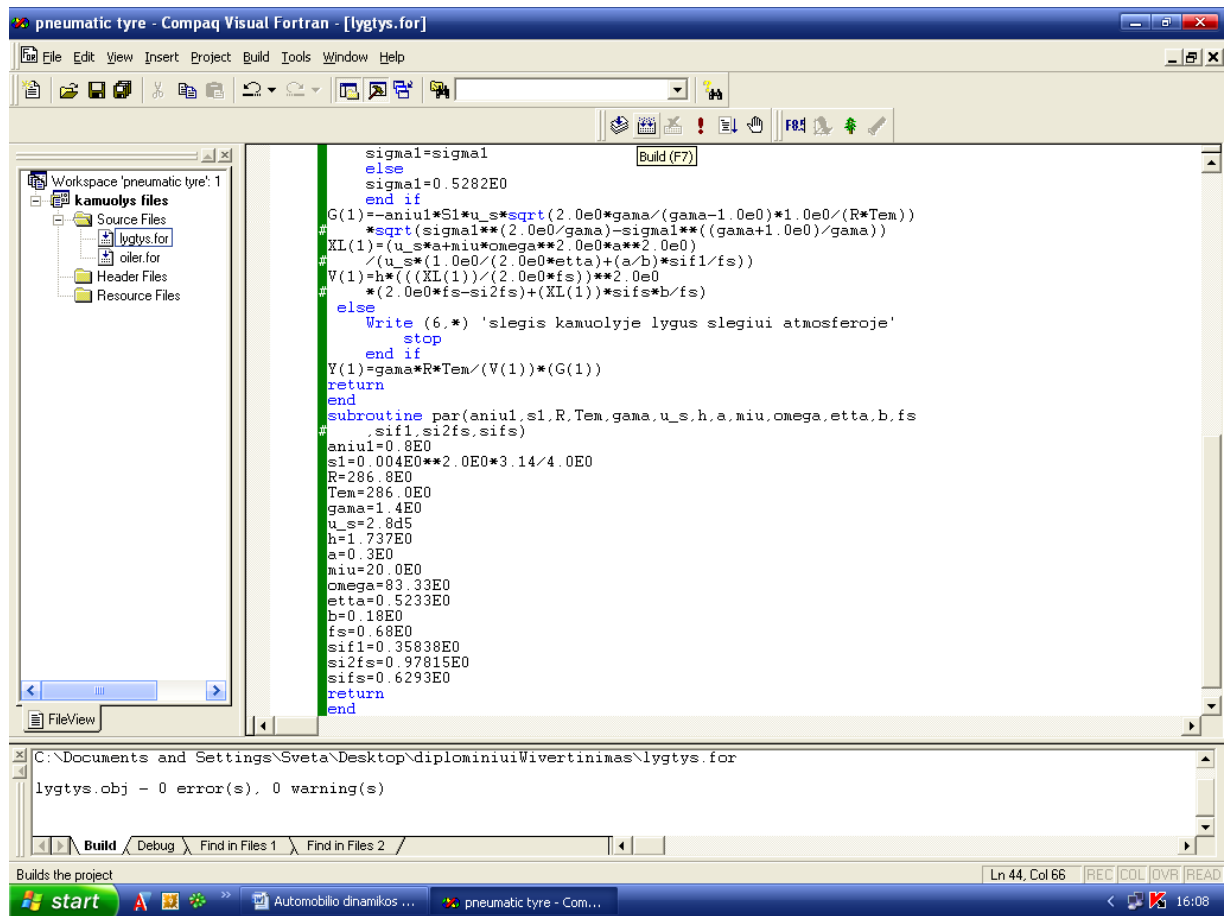 pneumatic tyre - Compaq Visual Fortran - [lygtys.for]
File Edit View Insert Project Build Tools Window Help
Build (F7)
Workspace 'pneumatic tyre': 1
kamuolys files
Source Files
lygtys.for
oiler.for
Header Files
Resource Files
FileView
sigma1=sigma1
else
sigma1=0.5282E0
end if
G(1)=-aniu1*S1*u_s*sqrt(2.0e0*gama/(gama-1.0e0)*1.0e0/(R*Tem))
# *sqrt(sigma1**(2.0e0/gama)-sigma1**((gama+1.0e0)/gama))
XL(1)=(u_s*a+miu*omega**2.0e0*a**2.0e0)
# /(u_s*(1.0e0/(2.0e0*etta)+(a/b)*sif1/fs))
V(1)=h*(((XL(1))/(2.0e0*fs))**2.0e0
# *(2.0e0*fs-si2fs)+(XL(1))*sifs*b/fs)
else
Write (6,*) 'slegis kamuolyje lygus slegiui atmosferoje'
stop
end if
Y(1)=gama*R*Tem/(V(1))*(G(1))
return
end
subroutine par(aniu1,s1,R,Tem,gama,u_s,h,a,miu,omega,etta,b,fs
# ,sif1,si2fs,sifs)
aniu1=0.8E0
s1=0.004E0**2.0E0*3.14/4.0E0
R=286.8E0
Tem=286.0E0
gama=1.4E0
u_s=2.8d5
h=1.737E0
a=0.3E0
miu=20.0E0
omega=83.33E0
etta=0.5233E0
b=0.18E0
fs=0.68E0
sif1=0.35838E0
si2fs=0.97815E0
sifs=0.6293E0
return
end
C:\Documents and Settings\Sveta\Desktop\diplominiuiWivertinimas\lygtys.for
lygtys.obj - 0 error(s), 0 warning(s)
Build Debug Find in Files 1 Find in Files 2
Builds the project
Ln 44, Col 66 REC COL OVR READ
start Automobilio dinamikos ... pneumatic tyre - Com... 16:08